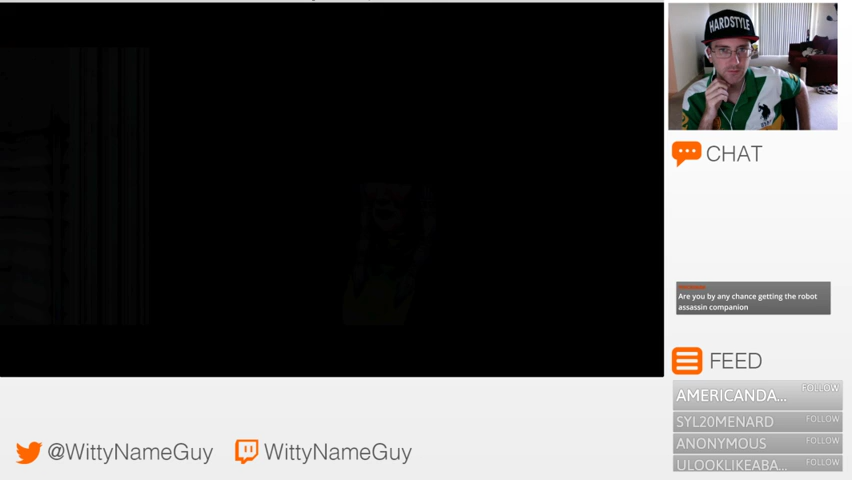 HARDSTYLE
CHAT
Are you by any chance getting the robot
assassin companion
FEED
AMERICANDA... FOLLOW
SYL20MENARD FOLLOW
ANONYMOUS FOLLOW
ULOOKLIKEABA... FOLLOW
@WittyNameGuy WittyNameGuy